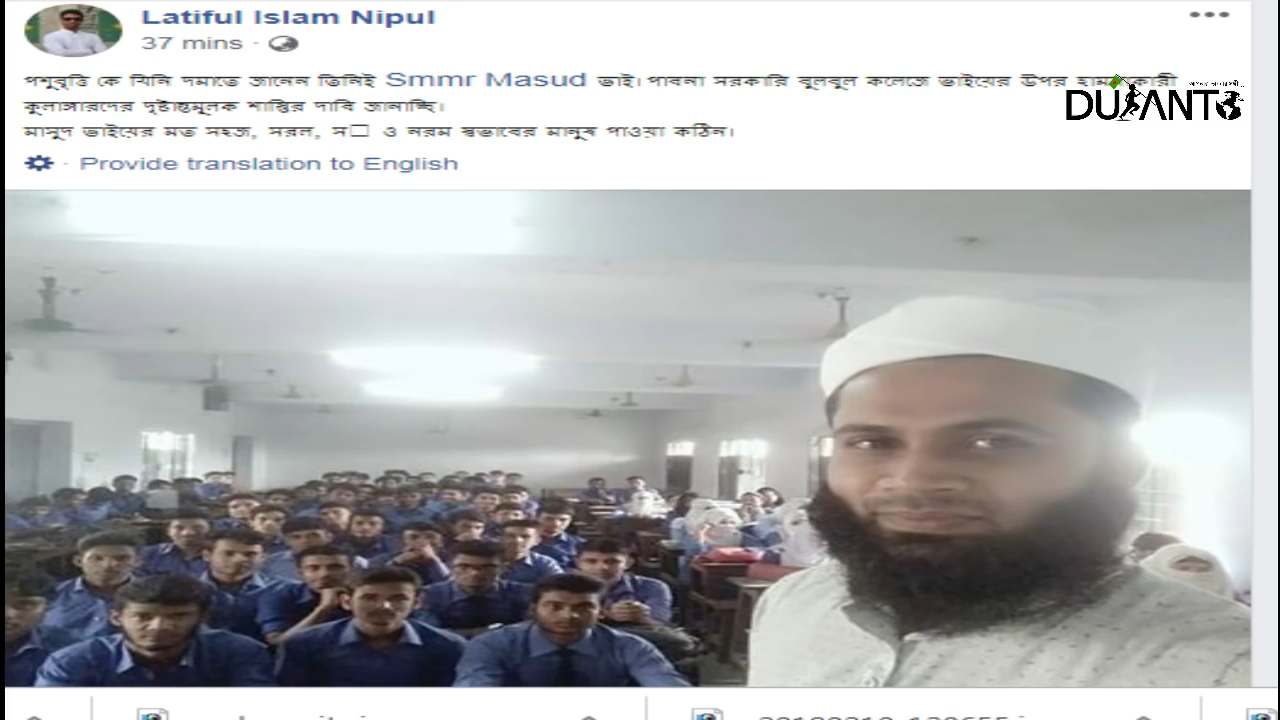 Latiful Islam Nipul
37 mins ·
পশুবৃত্তি কে যিনি দমাতে জানেন তিনিই Smmr Masud ভাই। পাবনা সরকারি বুলবুল কলেজে ভাইয়ের উপর হামলাকারী
কুলাঙ্গারদের দৃষ্টান্তমূলক শাস্তির দাবি জানাচ্ছি।
মাসুদ ভাইয়ের মত সহজ, সরল, স□ ও নরম স্বভাবের মানুষ পাওয়া কঠিন।
· Provide translation to English
DURANTO